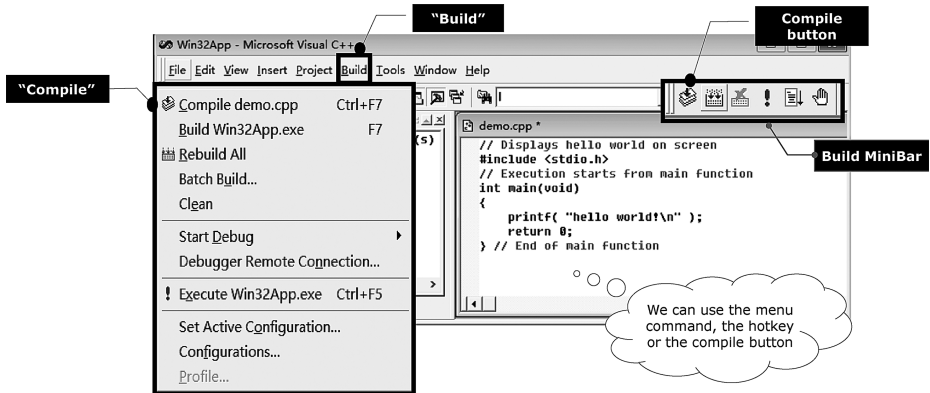 “Build”
Compile
button
Win32App - Microsoft Visual C++
File Edit View Insert Project Build Tools Window Help
“Compile”
Compile demo.cpp Ctrl+F7
Build Win32App.exe F7
Rebuild All
Batch Build...
Clean
Start Debug
Debugger Remote Connection...
Execute Win32App.exe Ctrl+F5
Set Active Configuration...
Configurations...
Profile...
(s)
demo.cpp *
// Displays hello world on screen
#include <stdio.h>
// Execution starts from main function
int main(void)
{
printf( "hello world!\n" );
return 0;
} // End of main function
Build MiniBar
We can use the menu
command, the hotkey
or the compile button